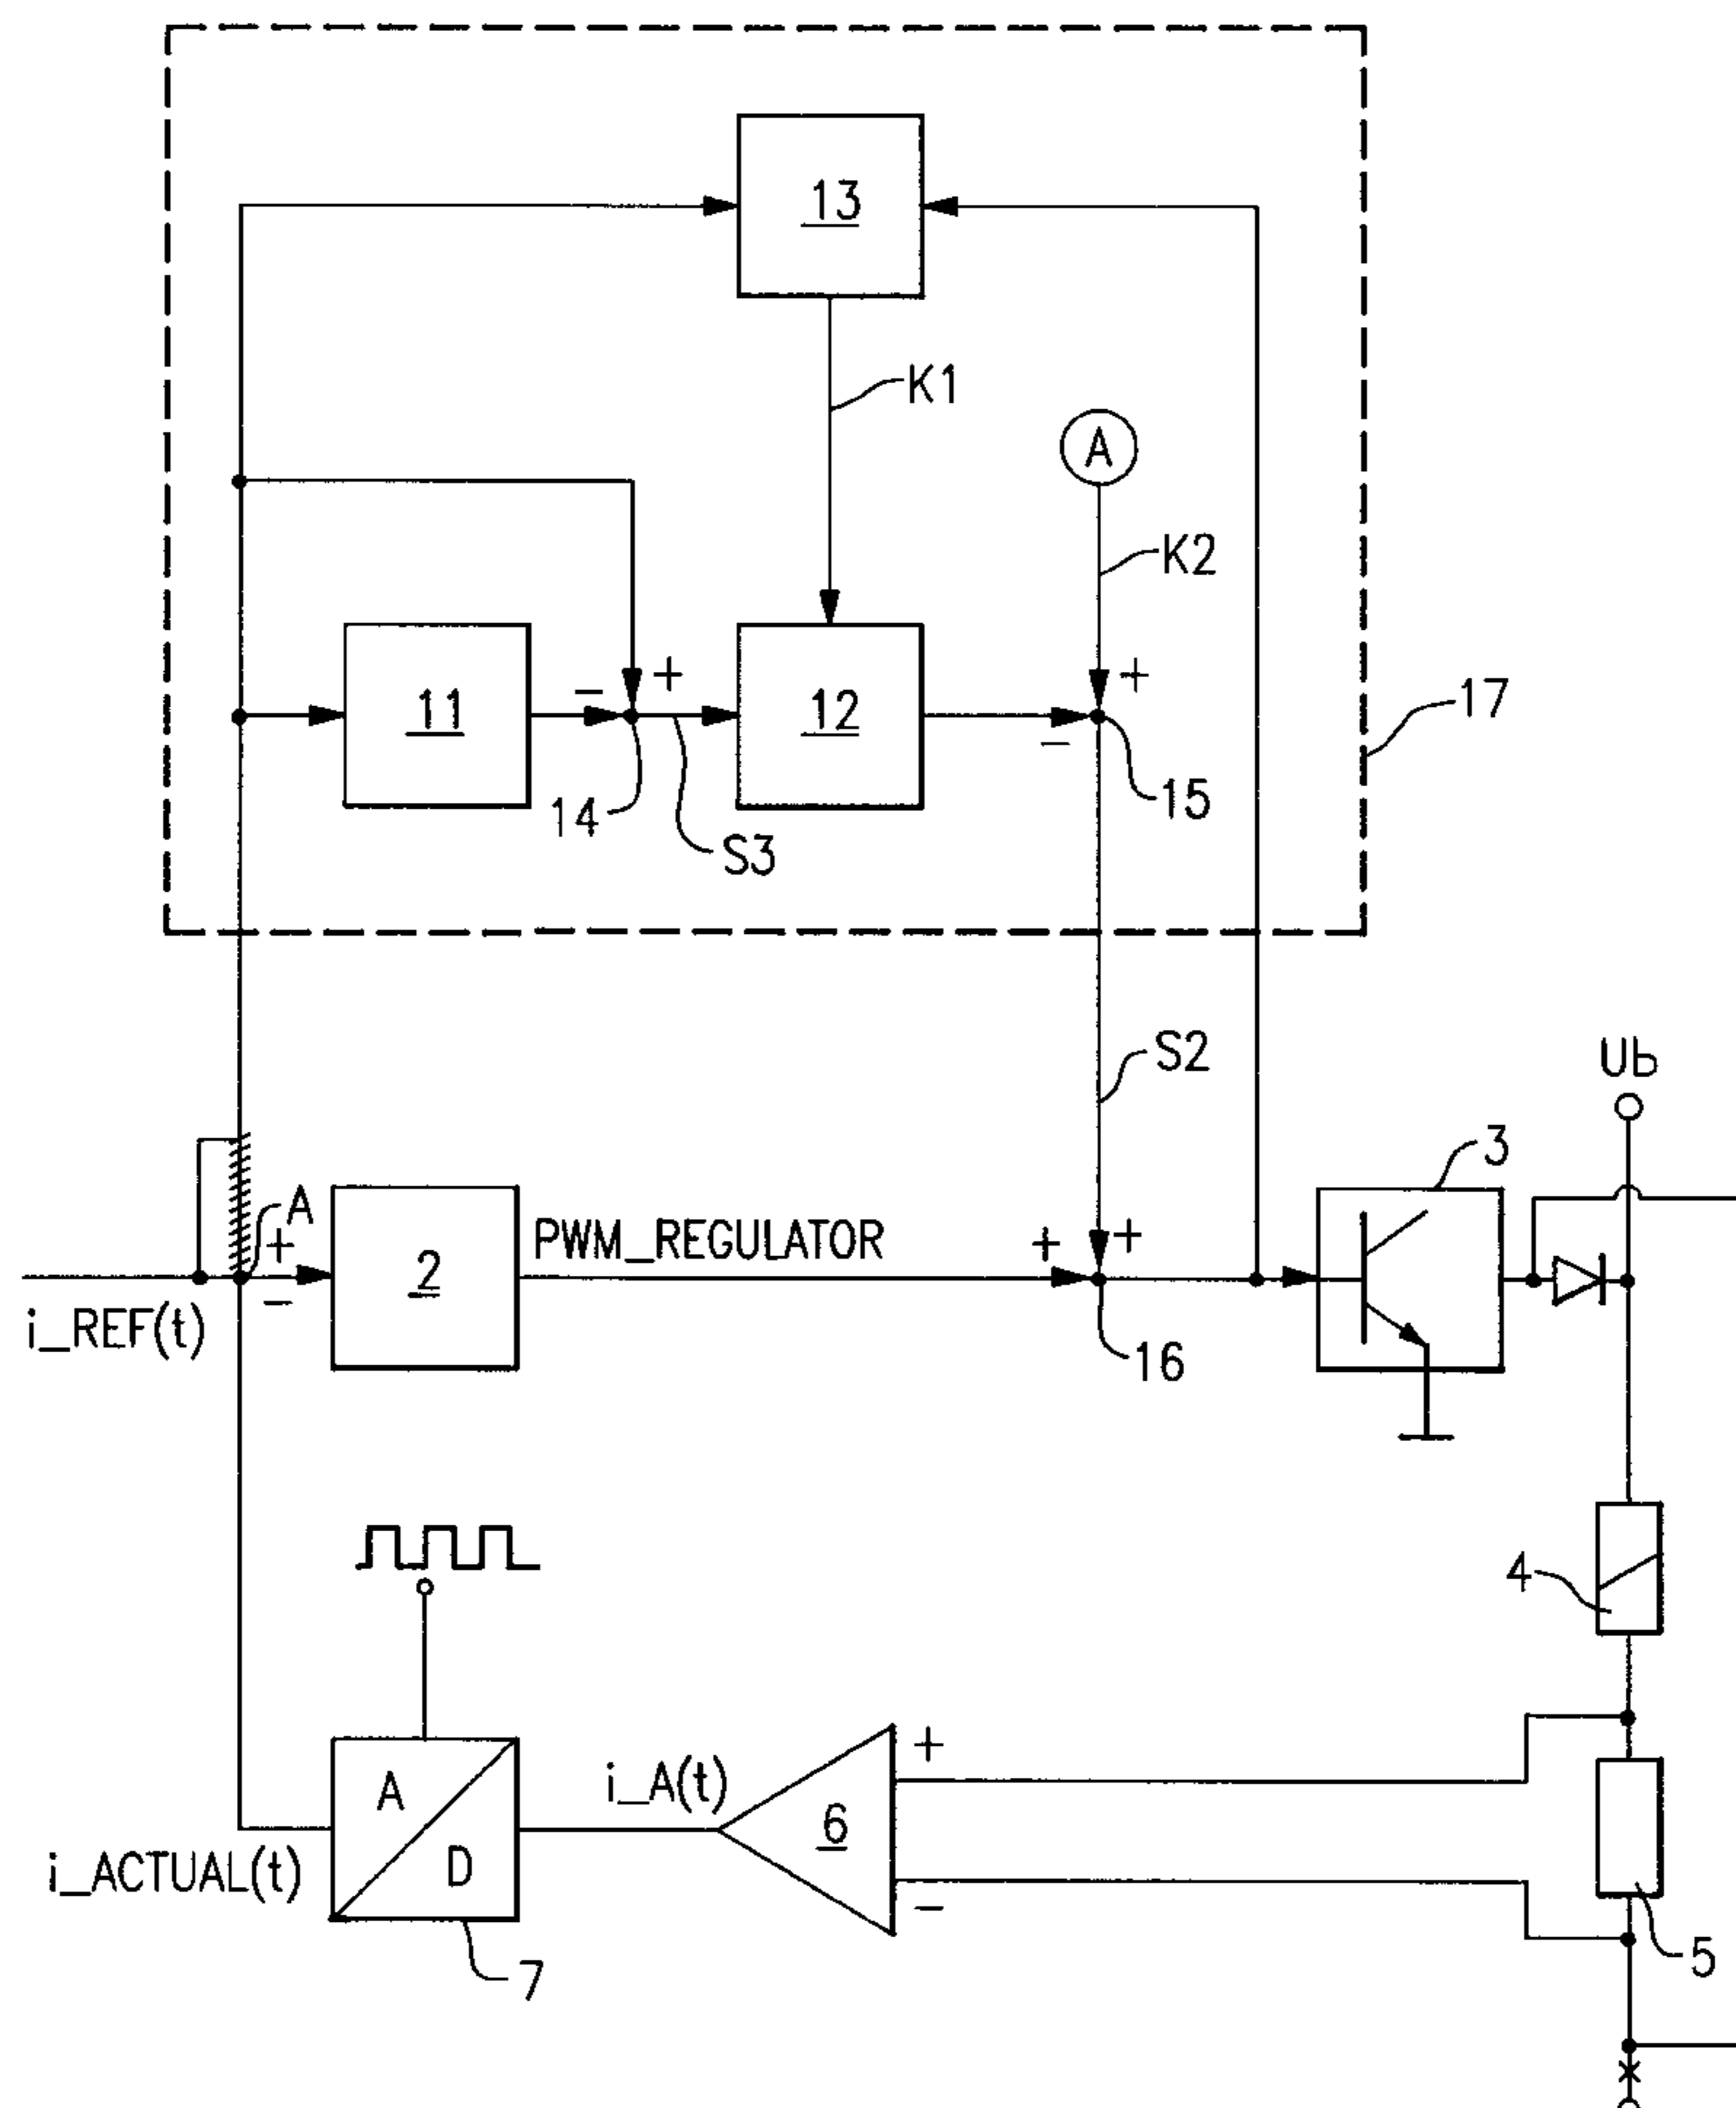 13
K1
A
K2
11
-
+
12
+
-
17
14
S3
15
S2
Ub
3
A
+
-
2
PWM_REGULATOR
+
+
i_REF(t)
16
4
A
D
i_A(t)
6
+
-
i_ACTUAL(t)
7
5